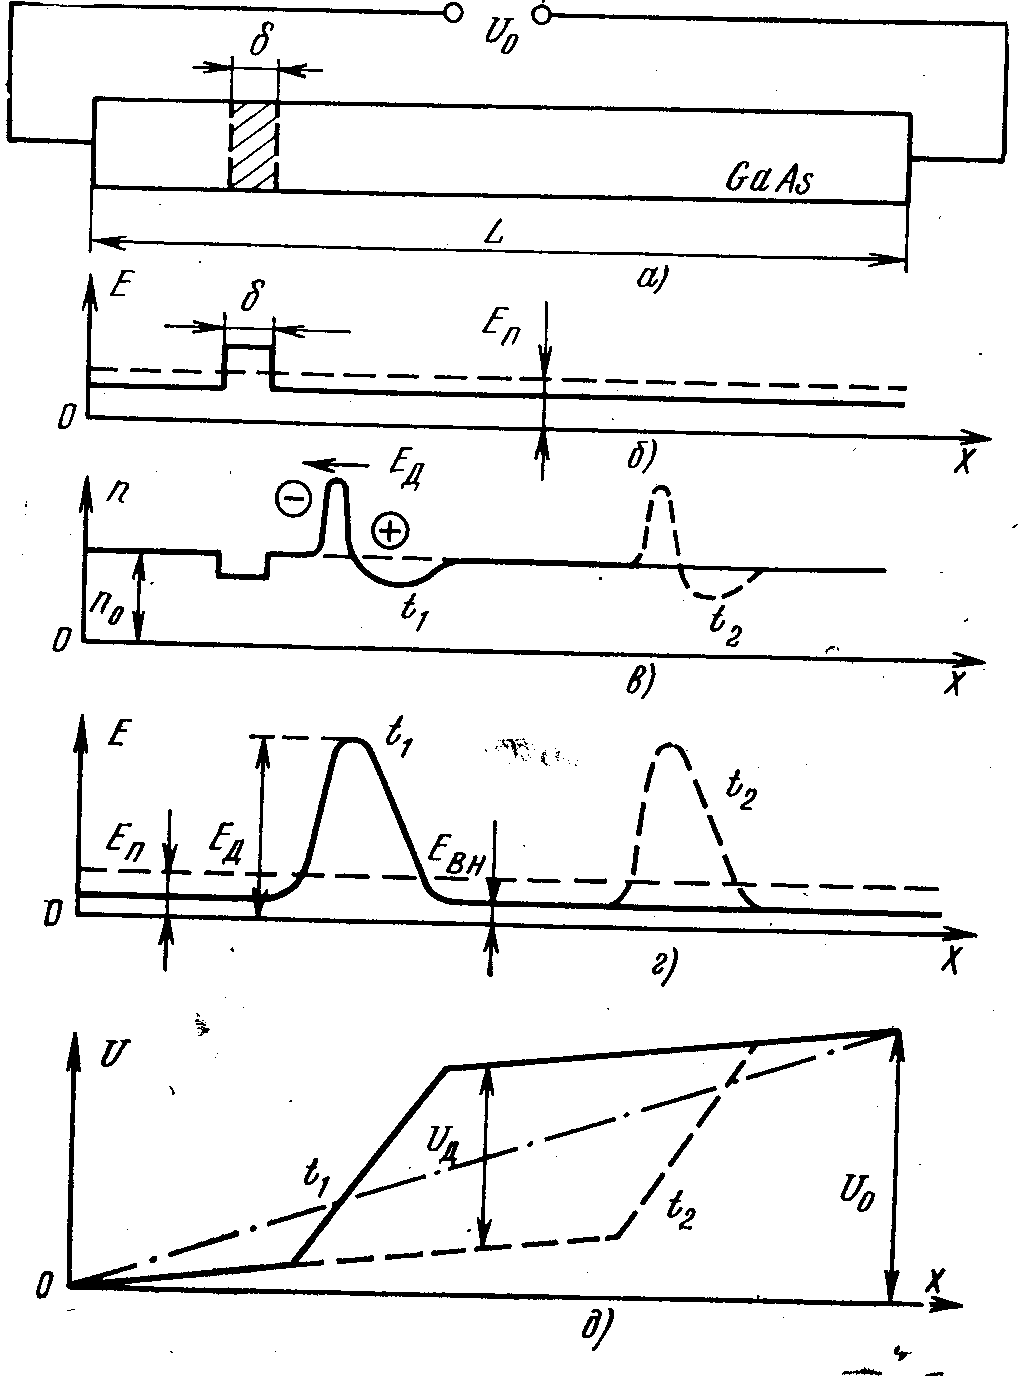 U₀
δ
GaAs
L
а)
E
δ
Eп
0
б)
X
n
Eд
−
+
n₀
t₁
t₂
0
в)
X
E
t₁
t₂
Eп
Eд
Eвн
0
г)
X
U
t₁
Uд
t₂
U₀
0
д)
X